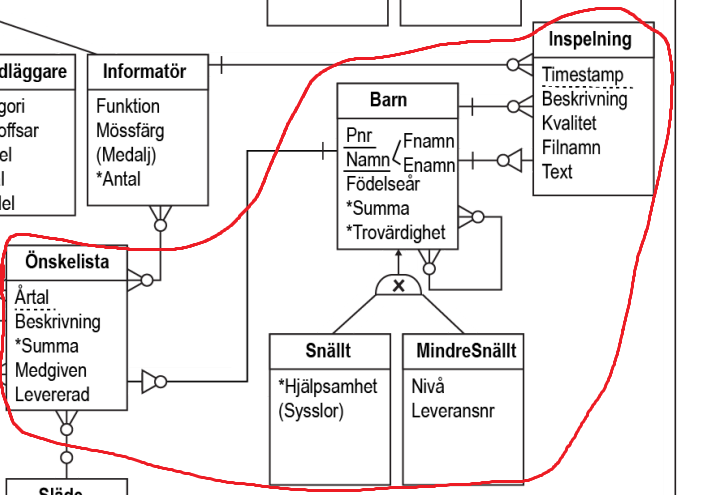 dläggare
gori
offsar
el
l
lel
Informatör
Funktion
Mössfärg
(Medalj)
*Antal
Inspelning
Timestamp
Beskrivning
Kvalitet
Filnamn
Text
Barn
Pnr
Namn
Fnamn
Enamn
Födelseår
*Summa
*Trovärdighet
Önskelista
Årtal
Beskrivning
*Summa
Medgiven
Levererad
x
Snällt
*Hjälpsamhet
(Sysslor)
MindreSnällt
Nivå
Leveransnr
Släde